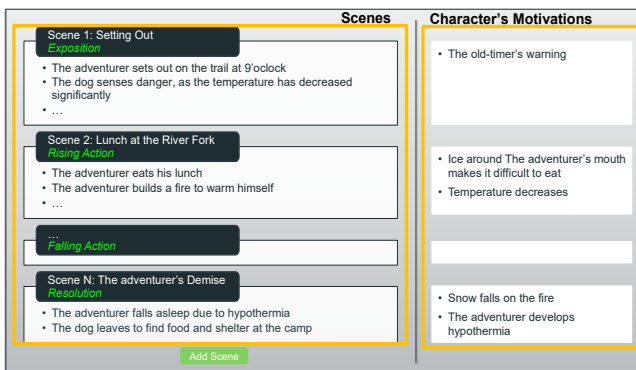 Scenes
Character's Motivations
Scene 1: Setting Out
Exposition
• The adventurer sets out on the trail at 9'oclock
• The dog senses danger, as the temperature has decreased
significantly
• …
• The old-timer's warning
Scene 2: Lunch at the River Fork
Rising Action
• The adventurer eats his lunch
• The adventurer builds a fire to warm himself
• …
• Ice around The adventurer's mouth
makes it difficult to eat
• Temperature decreases
…
Falling Action
Scene N: The adventurer's Demise
Resolution
• The adventurer falls asleep due to hypothermia
• The dog leaves to find food and shelter at the camp
• Snow falls on the fire
• The adventurer develops
hypothermia
Add Scene